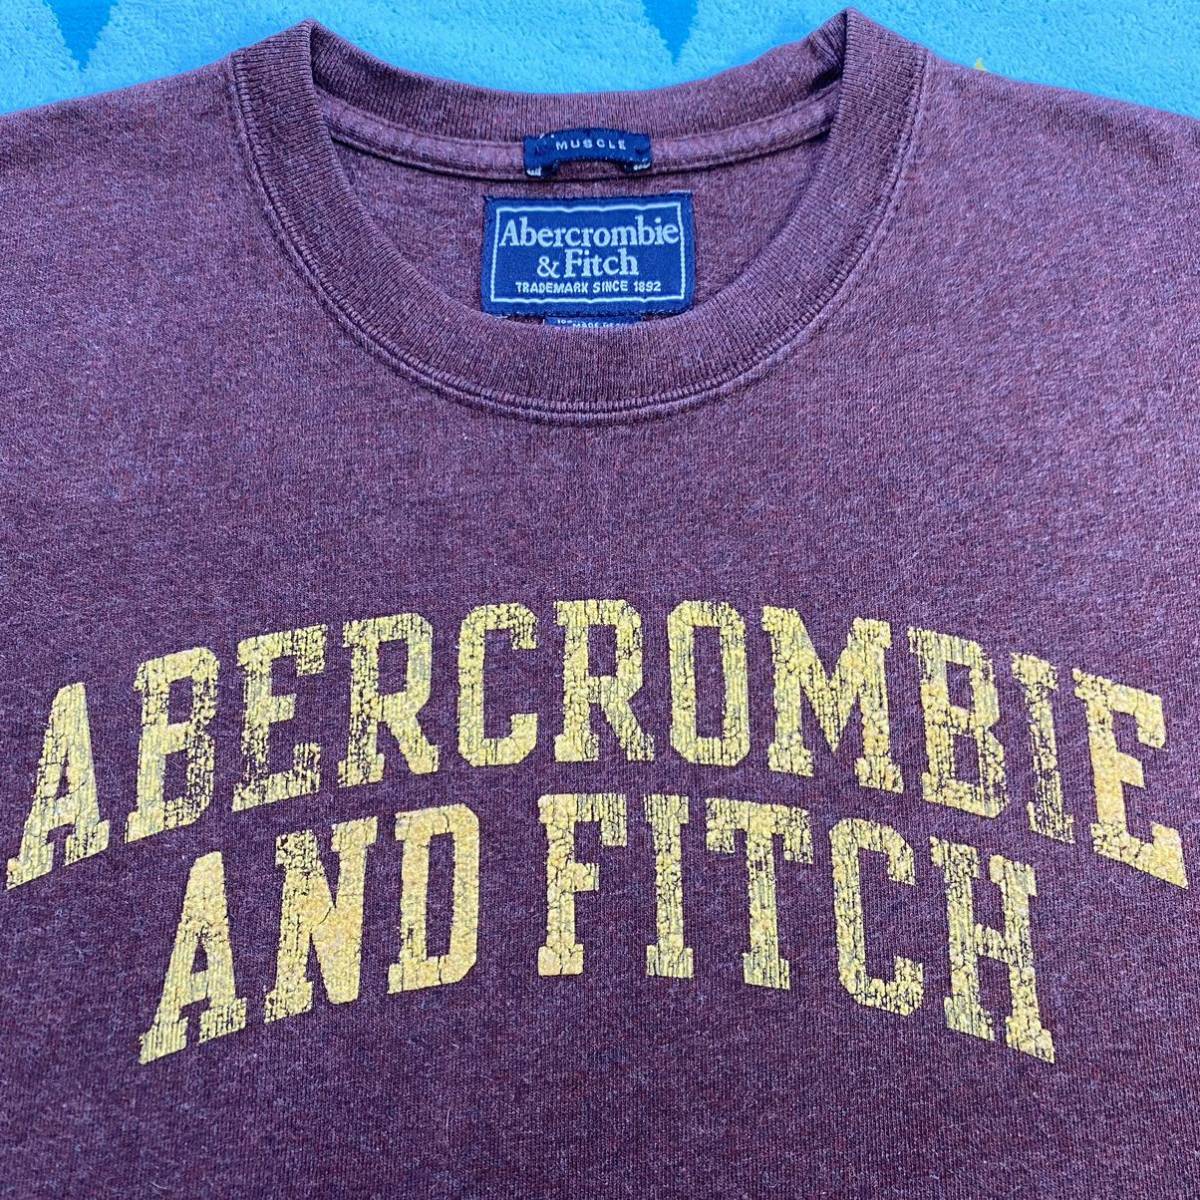 MUSCLE
Abercrombie
& Fitch
TRADEMARK SINCE 1892
ABERCROMBIE
AND FITCH